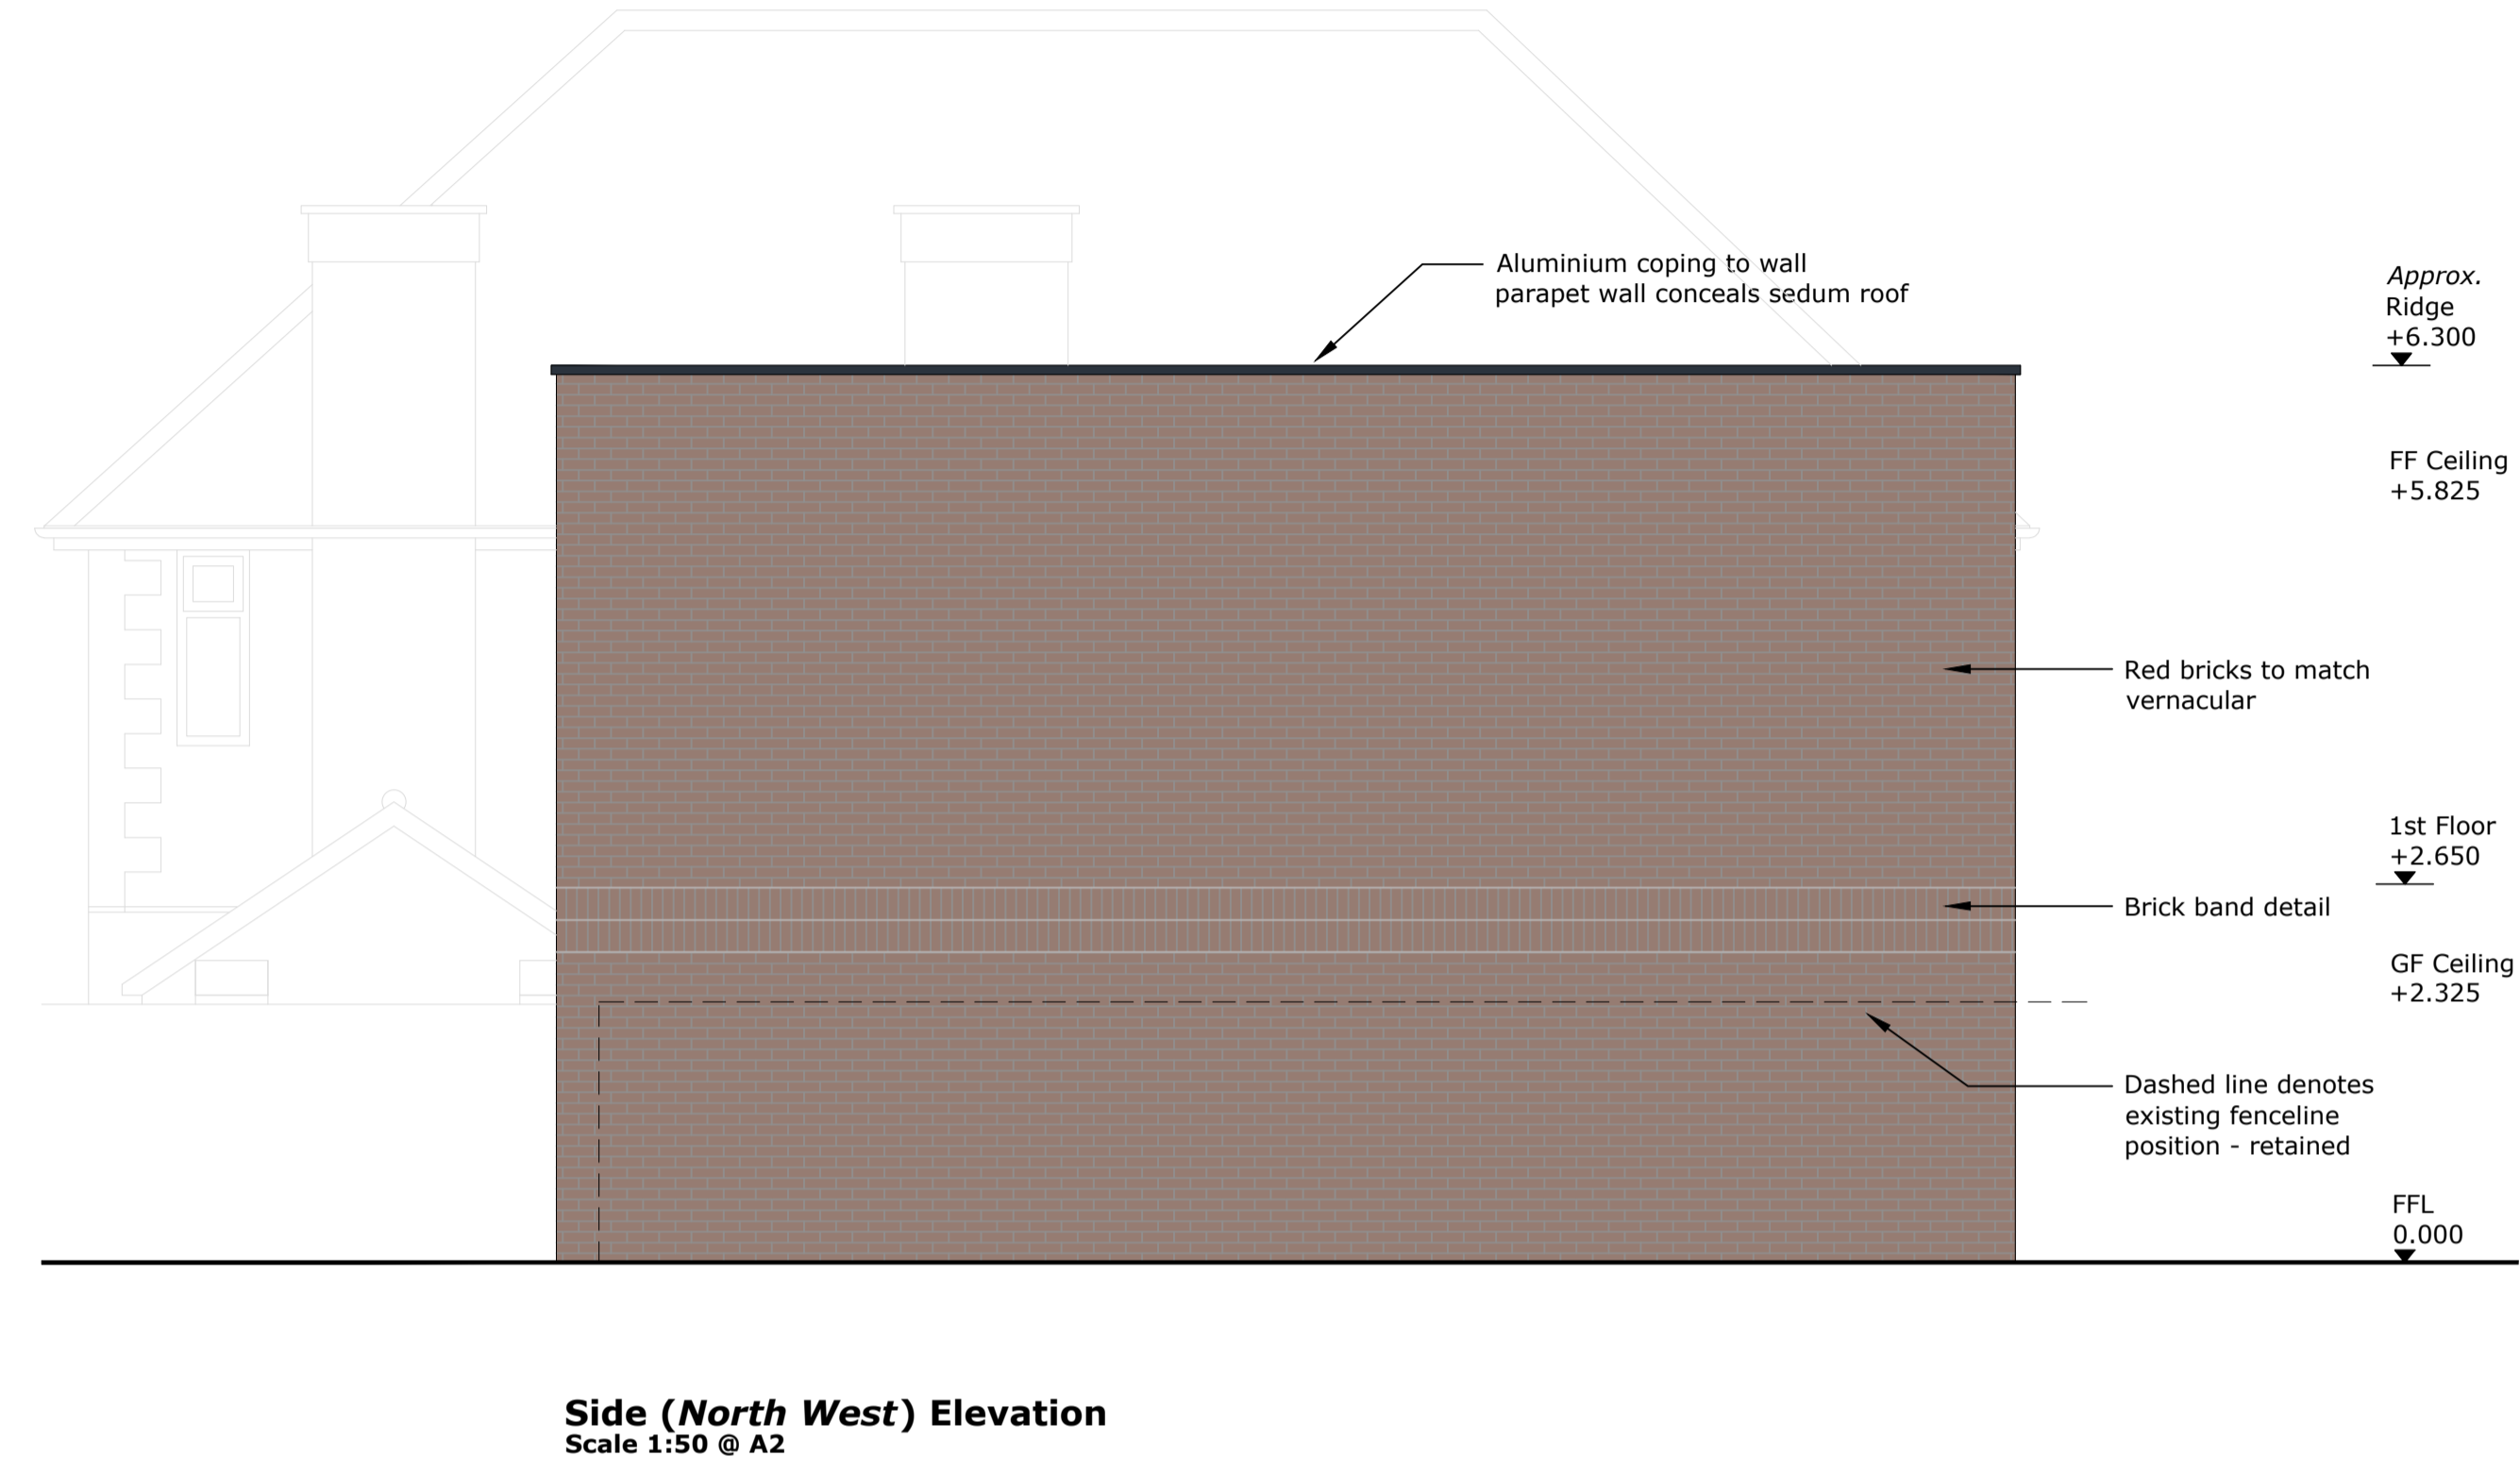 Aluminium coping to wall
parapet wall conceals sedum roof
Approx.
Ridge
+6.300
FF Ceiling
+5.825
Red bricks to match
vernacular
1st Floor
+2.650
Brick band detail
GF Ceiling
+2.325
Dashed line denotes
existing fenceline
position - retained
FFL
0.000
Side (North West) Elevation
Scale 1:50 @ A2